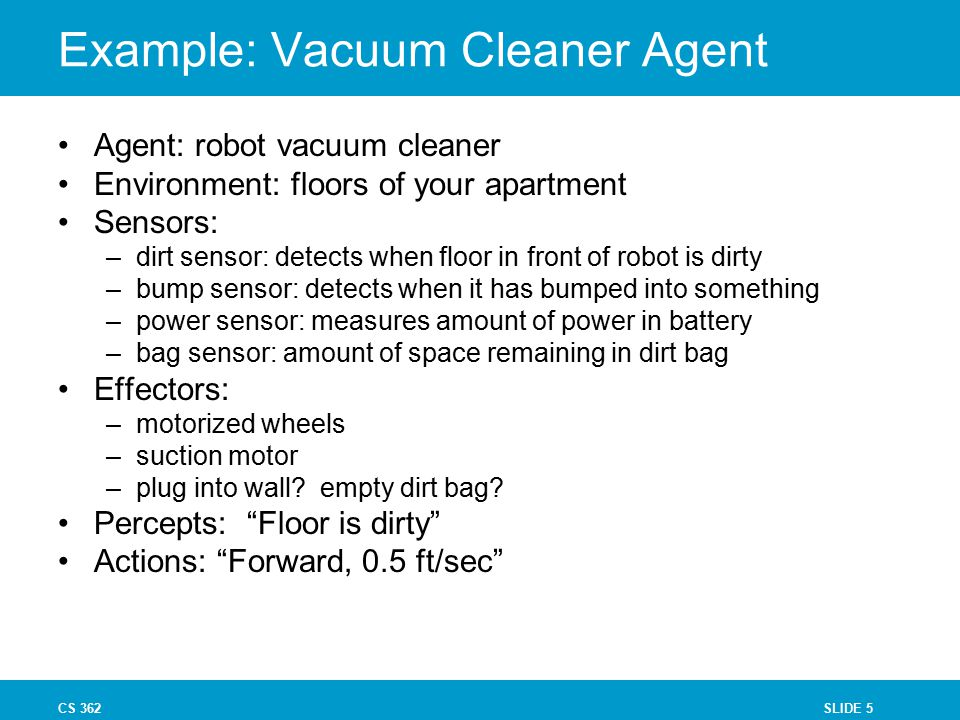 Example: Vacuum Cleaner Agent
• Agent: robot vacuum cleaner
• Environment: floors of your apartment
• Sensors:
– dirt sensor: detects when floor in front of robot is dirty
– bump sensor: detects when it has bumped into something
– power sensor: measures amount of power in battery
– bag sensor: amount of space remaining in dirt bag
• Effectors:
– motorized wheels
– suction motor
– plug into wall?  empty dirt bag?
• Percepts:  “Floor is dirty”
• Actions: “Forward, 0.5 ft/sec”
CS 362 SLIDE 5